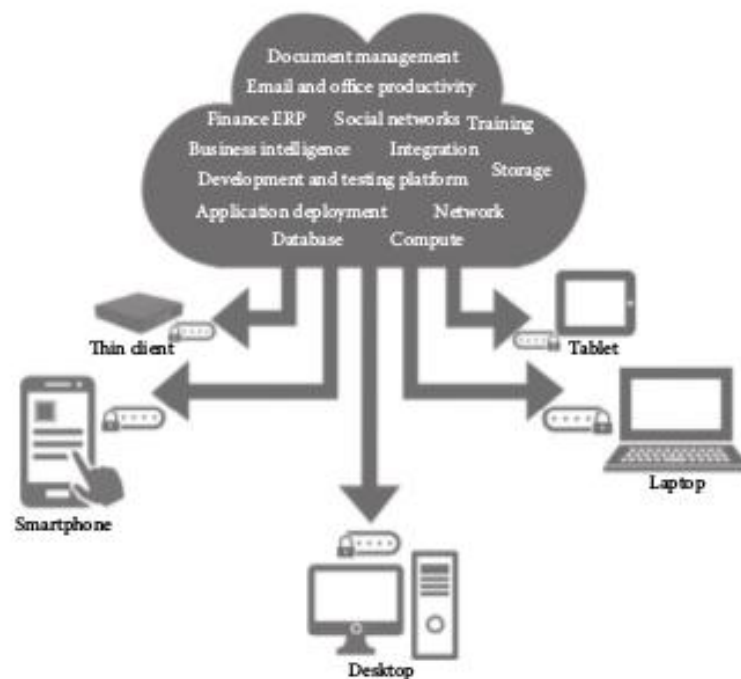 Document management
Email and office productivity
Finance ERP Social networks Training
Business intelligence Integration
Storage
Development and testing platform
Application deployment Network
Database Compute
Thin client
Tablet
Smartphone
Laptop
Desktop